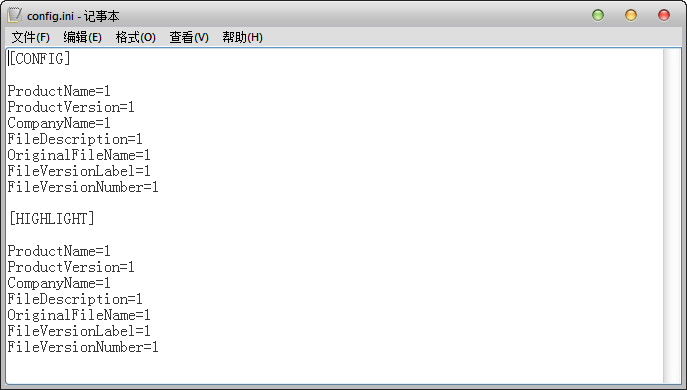 config.ini - 记事本
文件(F) 编辑(E) 格式(O) 查看(V) 帮助(H)
[CONFIG]
ProductName=1
ProductVersion=1
CompanyName=1
FileDescription=1
OriginalFileName=1
FileVersionLabel=1
FileVersionNumber=1
[HIGHLIGHT]
ProductName=1
ProductVersion=1
CompanyName=1
FileDescription=1
OriginalFileName=1
FileVersionLabel=1
FileVersionNumber=1